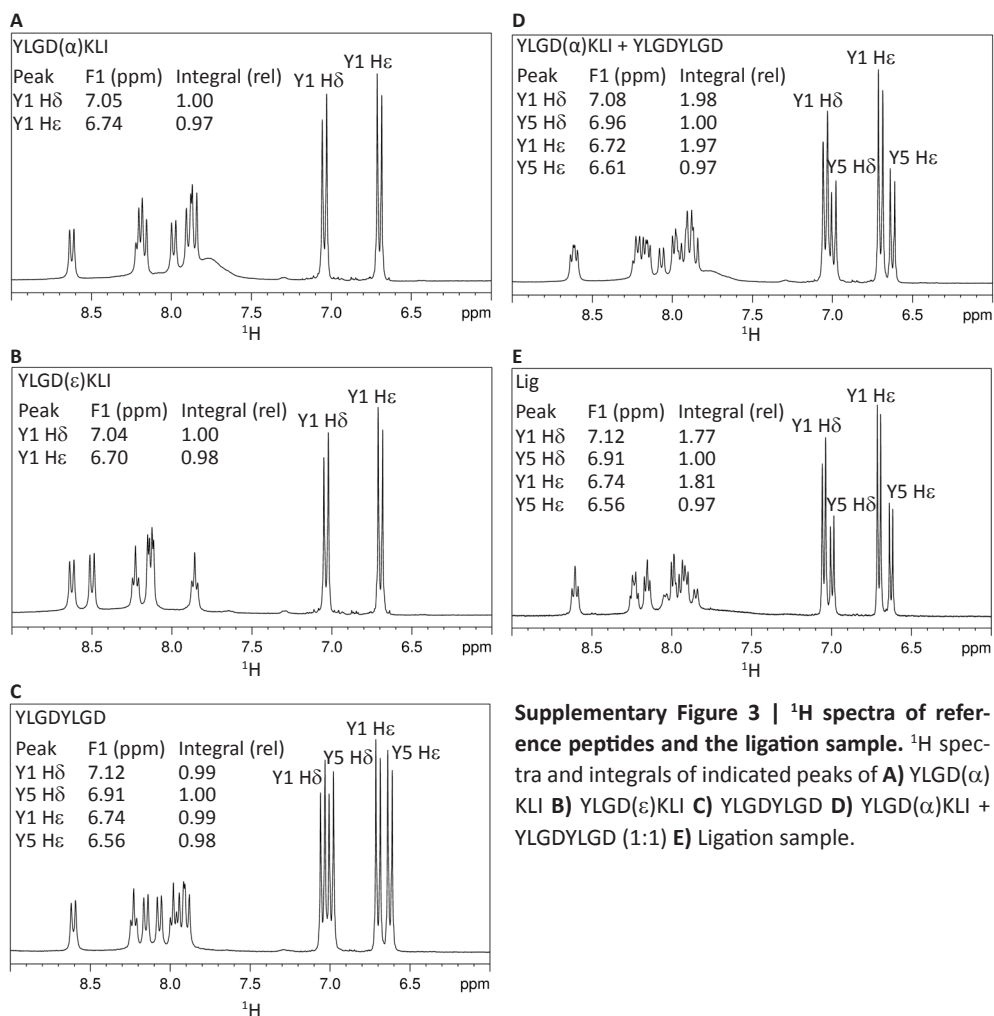 A
YLGD(α)KLI
Peak F1 (ppm) Integral (rel)
Y1 Hδ 7.05 1.00
Y1 Hε 6.74 0.97
Y1 Hδ
Y1 Hε
8.5 8.0 7.5 7.0 6.5 ppm
¹H
B
YLGD(ε)KLI
Peak F1 (ppm) Integral (rel)
Y1 Hδ 7.04 1.00
Y1 Hε 6.70 0.98
Y1 Hδ
Y1 Hε
8.5 8.0 7.5 7.0 6.5 ppm
¹H
C
YLGDYLGD
Peak F1 (ppm) Integral (rel)
Y1 Hδ 7.12 0.99
Y5 Hδ 6.91 1.00
Y1 Hε 6.74 0.99
Y5 Hε 6.56 0.98
Y1 Hδ
Y5 Hδ
Y1 Hε
Y5 Hε
8.5 8.0 7.5 7.0 6.5 ppm
¹H
D
YLGD(α)KLI + YLGDYLGD
Peak F1 (ppm) Integral (rel)
Y1 Hδ 7.08 1.98
Y5 Hδ 6.96 1.00
Y1 Hε 6.72 1.97
Y5 Hε 6.61 0.97
Y1 Hδ
Y5 Hδ
Y1 Hε
Y5 Hε
8.5 8.0 7.5 7.0 6.5 ppm
¹H
E
Lig
Peak F1 (ppm) Integral (rel)
Y1 Hδ 7.12 1.77
Y5 Hδ 6.91 1.00
Y1 Hε 6.74 1.81
Y5 Hε 6.56 0.97
Y1 Hδ
Y5 Hδ
Y1 Hε
Y5 Hε
8.5 8.0 7.5 7.0 6.5 ppm
¹H
Supplementary Figure 3 | ¹H spectra of refer-
ence peptides and the ligation sample. ¹H spec-
tra and integrals of indicated peaks of A) YLGD(α)
KLI B) YLGD(ε)KLI C) YLGDYLGD D) YLGD(α)KLI +
YLGDYLGD (1:1) E) Ligation sample.